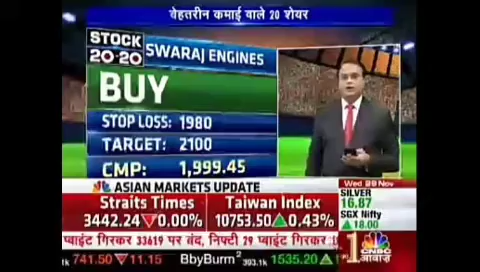 बेहतरीन कमाई वाले 20 शेयर
STOCK
20-20
SWARAJ ENGINES
BUY
STOP LOSS: 1980
TARGET: 2100
CMP: 1,999.45
ASIAN MARKETS UPDATE
Wed 29 Nov
Straits Times
3442.24 0.00%
Taiwan Index
10753.50 0.43%
SILVER
16.87
SGX Nifty
18.00
प्वाइंट गिरकर 33619 पर बंद, निफ्टी 29 प्वाइंट गिरकर
1
CNBC
आवाज़
741.50 11.15 BbyBurm² 393.1k 1535.20